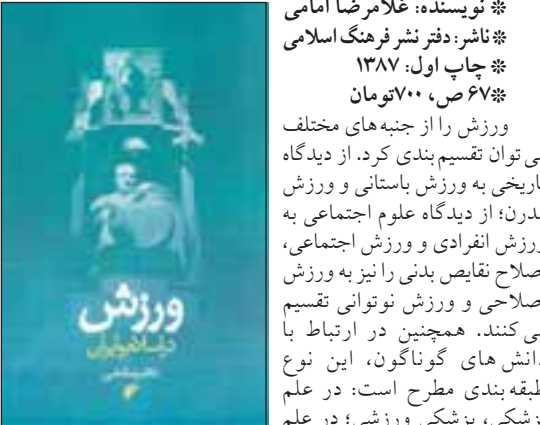 ❊ نویسنده: غلامرضا امامی
❊ ناشر: دفتر نشر فرهنگ اسلامی
❊ چاپ اول: ۱۳۸۷
❊ ۶۷ ص، ۷۰۰ تومان
ورزش را از جنبه‌های مختلف
می‌توان تقسیم‌بندی کرد. از دیدگاه
تاریخی به ورزش باستانی و ورزش
مدرن؛ از دیدگاه علوم اجتماعی به
ورزش انفرادی و ورزش اجتماعی،
اصلاح نقایص بدنی را نیز به ورزش
اصلاحی و ورزش نوتوانی تقسیم
می‌کنند. همچنین در ارتباط با
دانش‌های گوناگون، این نوع
طبقه‌بندی مطرح است: در علم
پزشکی، پزشکی ورزشی؛ در علم
ورزش